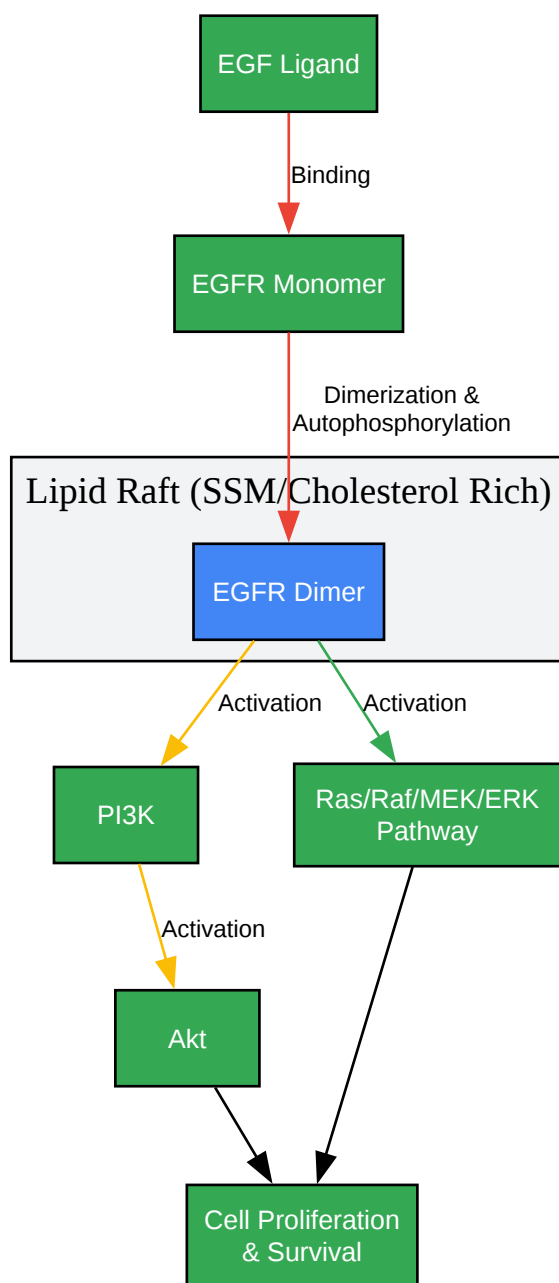 EGF Ligand
Binding
EGFR Monomer
Dimerization &
Autophosphorylation
Lipid Raft (SSM/Cholesterol Rich)
EGFR Dimer
Activation
Activation
PI3K
Ras/Raf/MEK/ERK
Pathway
Activation
Akt
Cell Proliferation
& Survival